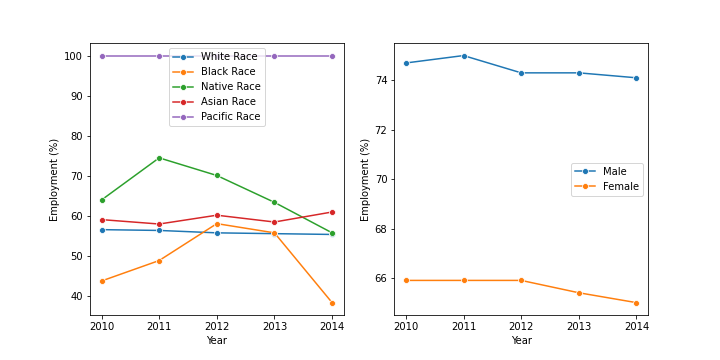 100
90
80
70
60
50
40
Employment (%)
2010 2011 2012 2013 2014
Year
White Race
Black Race
Native Race
Asian Race
Pacific Race
74
72
70
68
66
Employment (%)
2010 2011 2012 2013 2014
Year
Male
Female